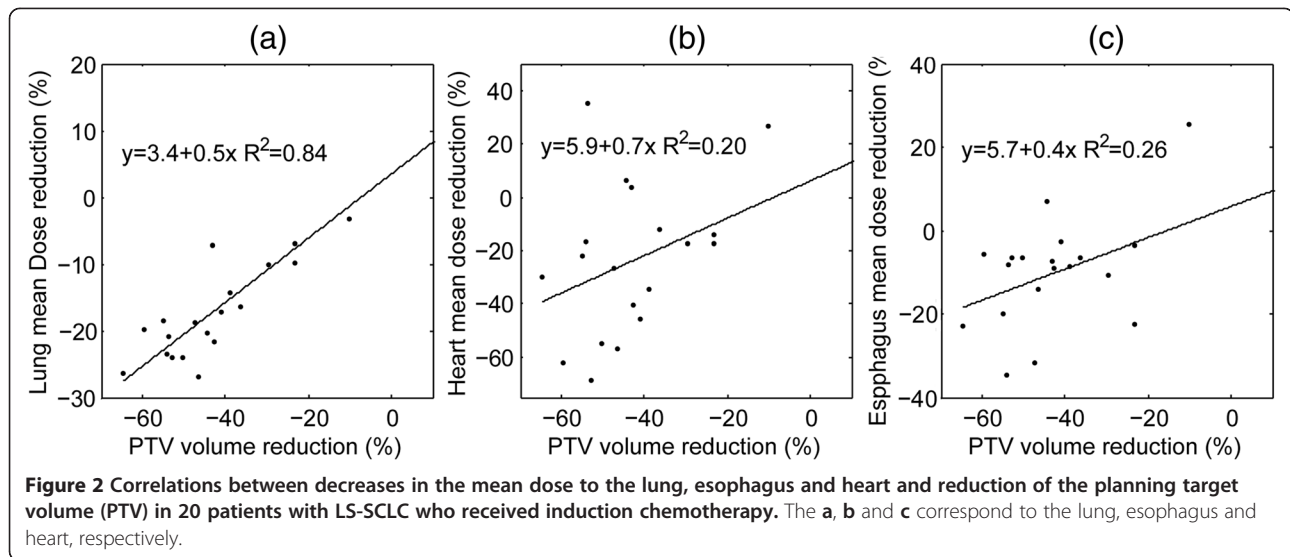 (a)
20
10
0
−10
−20
−30
Lung mean Dose reduction (%)
y=3.4+0.5x R²=0.84
−60 −40 −20 0
PTV volume reduction (%)
(b)
40
20
0
−20
−40
−60
Heart mean dose reduction (%)
y=5.9+0.7x R²=0.20
−60 −40 −20 0
PTV volume reduction (%)
(c)
40
20
0
−20
−40
Espphagus mean dose reduction (%
y=5.7+0.4x R²=0.26
−60 −40 −20 0
PTV volume reduction (%)
Figure 2 Correlations between decreases in the mean dose to the lung, esophagus and heart and reduction of the planning target
volume (PTV) in 20 patients with LS-SCLC who received induction chemotherapy. The a, b and c correspond to the lung, esophagus and
heart, respectively.